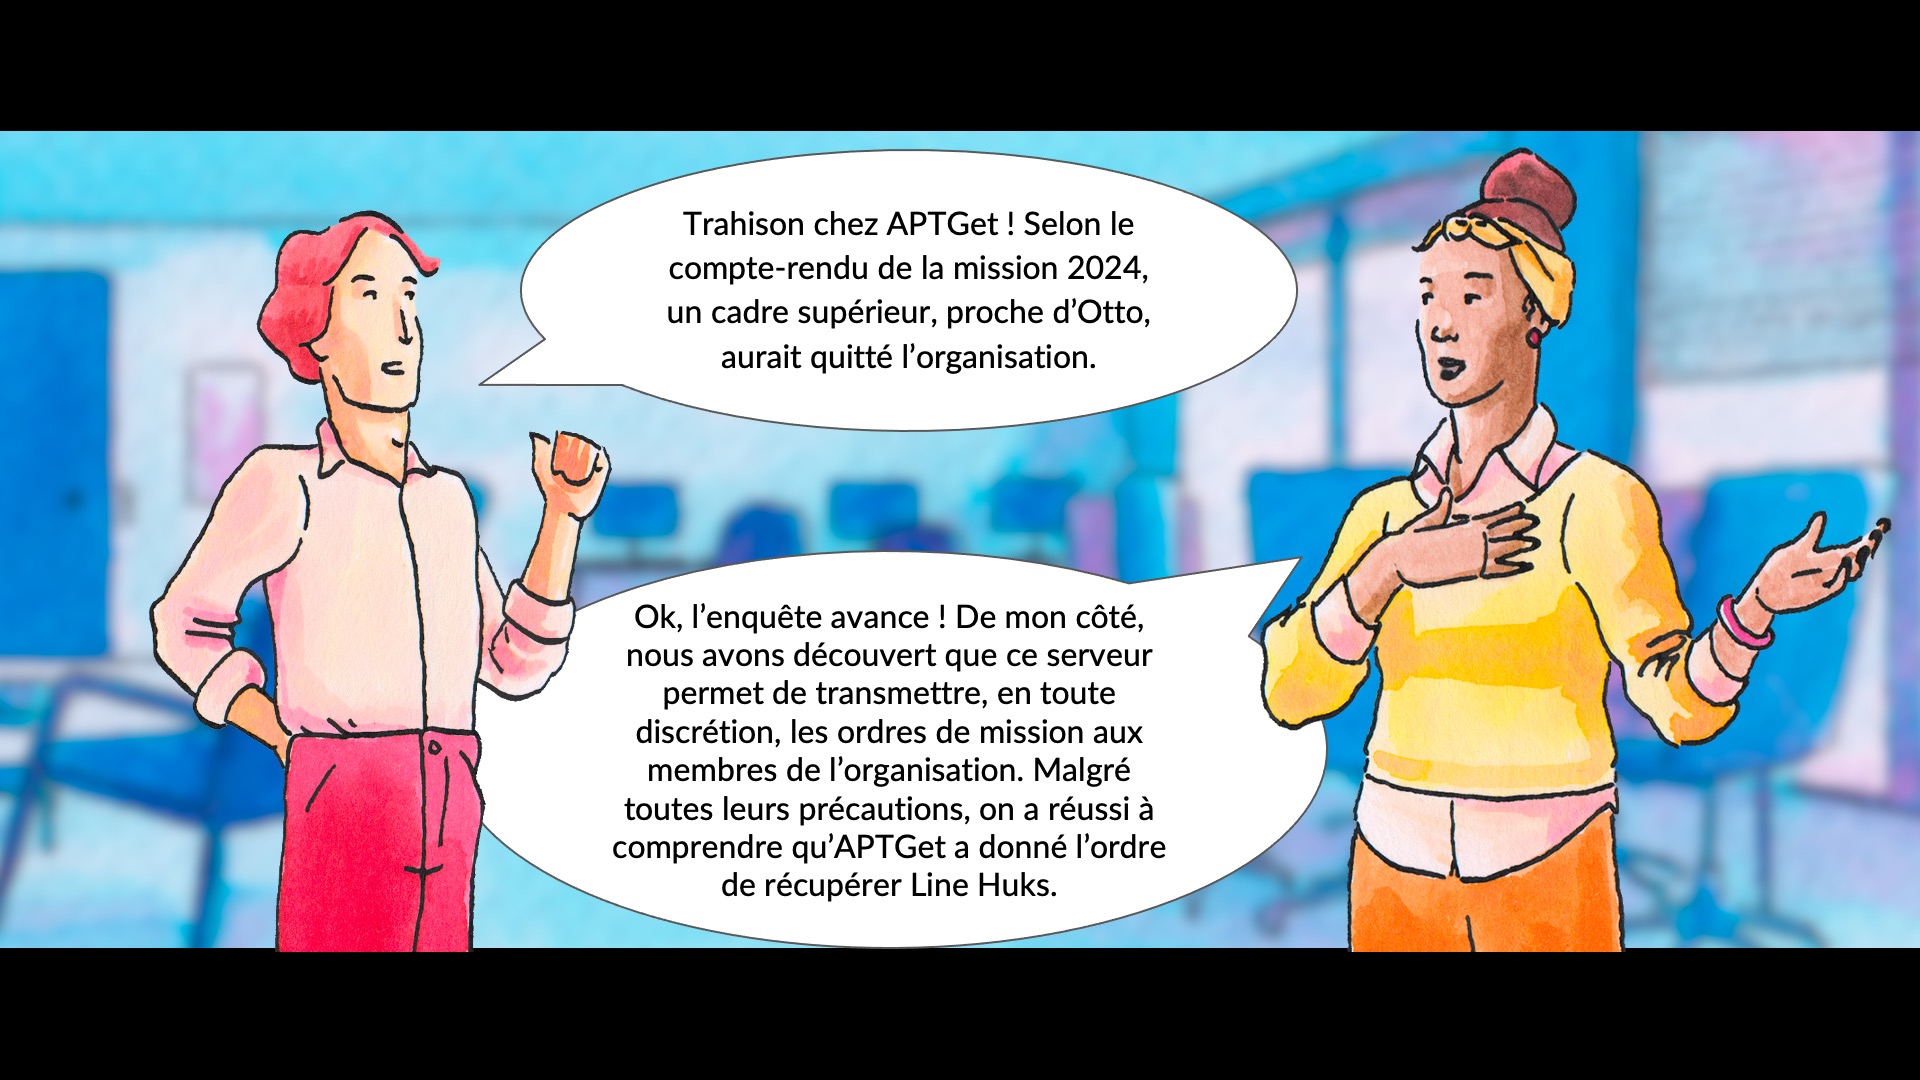 Trahison chez APTGet ! Selon le
compte-rendu de la mission 2024,
un cadre supérieur, proche d’Otto,
aurait quitté l’organisation.
Ok, l’enquête avance ! De mon côté,
nous avons découvert que ce serveur
permet de transmettre, en toute
discrétion, les ordres de mission aux
membres de l’organisation. Malgré
toutes leurs précautions, on a réussi à
comprendre qu’APTGet a donné l’ordre
de récupérer Line Huks.